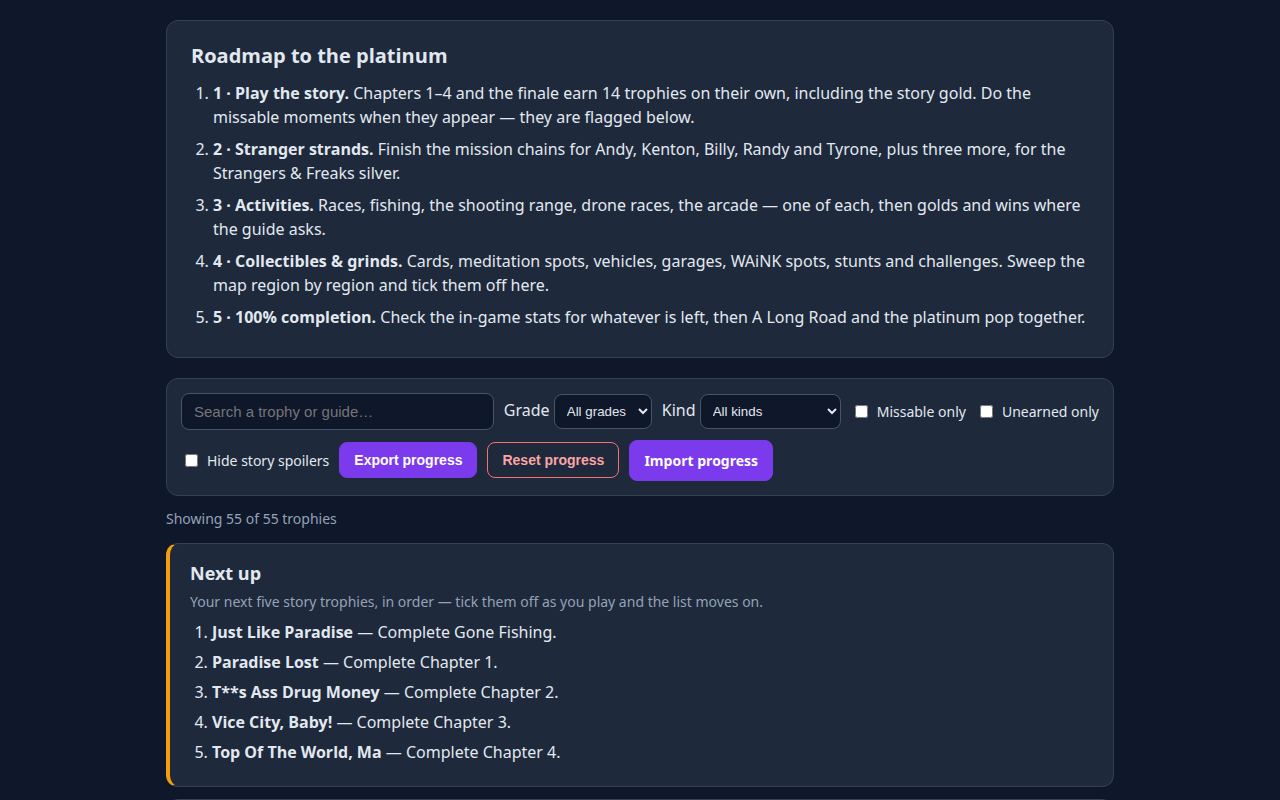 Roadmap to the platinum
1. 1 · Play the story. Chapters 1–4 and the finale earn 14 trophies on their own, including the story gold. Do the
missable moments when they appear — they are flagged below.
2. 2 · Stranger strands. Finish the mission chains for Andy, Kenton, Billy, Randy and Tyrone, plus three more, for the
Strangers & Freaks silver.
3. 3 · Activities. Races, fishing, the shooting range, drone races, the arcade — one of each, then golds and wins where
the guide asks.
4. 4 · Collectibles & grinds. Cards, meditation spots, vehicles, garages, WAiNK spots, stunts and challenges. Sweep the
map region by region and tick them off here.
5. 5 · 100% completion. Check the in-game stats for whatever is left, then A Long Road and the platinum pop together.
Search a trophy or guide… Grade All grades Kind All kinds Missable only Unearned only
Hide story spoilers Export progress Reset progress Import progress
Showing 55 of 55 trophies
Next up
Your next five story trophies, in order — tick them off as you play and the list moves on.
1. Just Like Paradise — Complete Gone Fishing.
2. Paradise Lost — Complete Chapter 1.
3. T**s Ass Drug Money — Complete Chapter 2.
4. Vice City, Baby! — Complete Chapter 3.
5. Top Of The World, Ma — Complete Chapter 4.